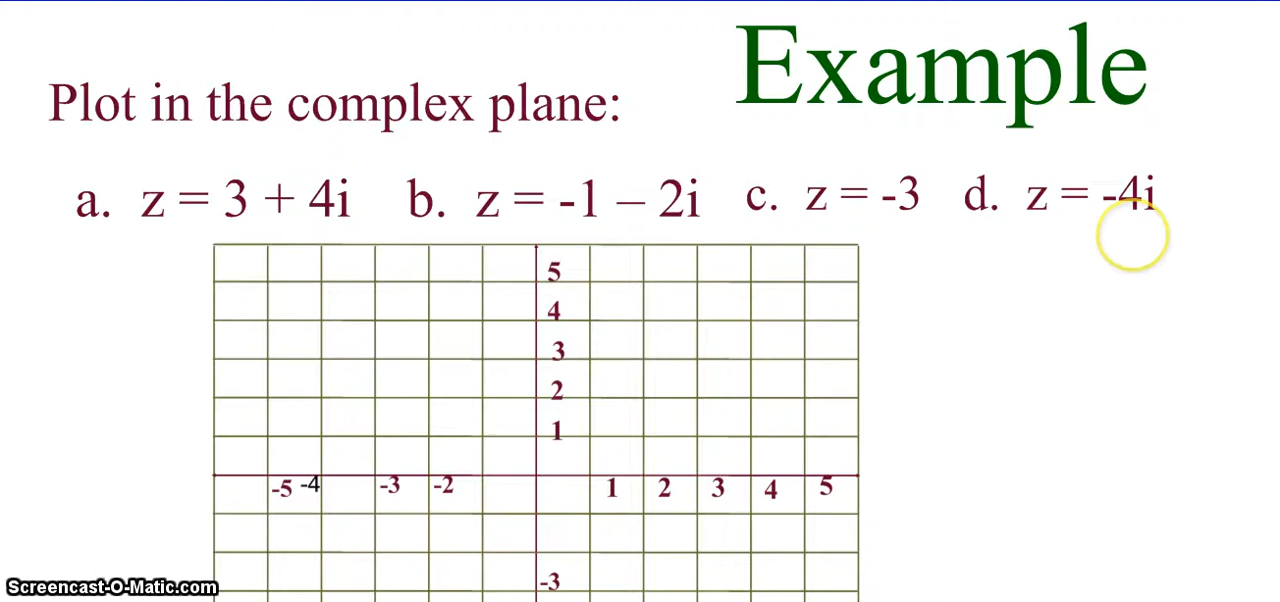 Example
Plot in the complex plane:
a. z = 3 + 4i b. z = -1 – 2i c. z = -3 d. z = -4i
5
4
3
2
1
-5 -4 -3 -2 1 2 3 4 5
-3
Screencast-O-Matic.com